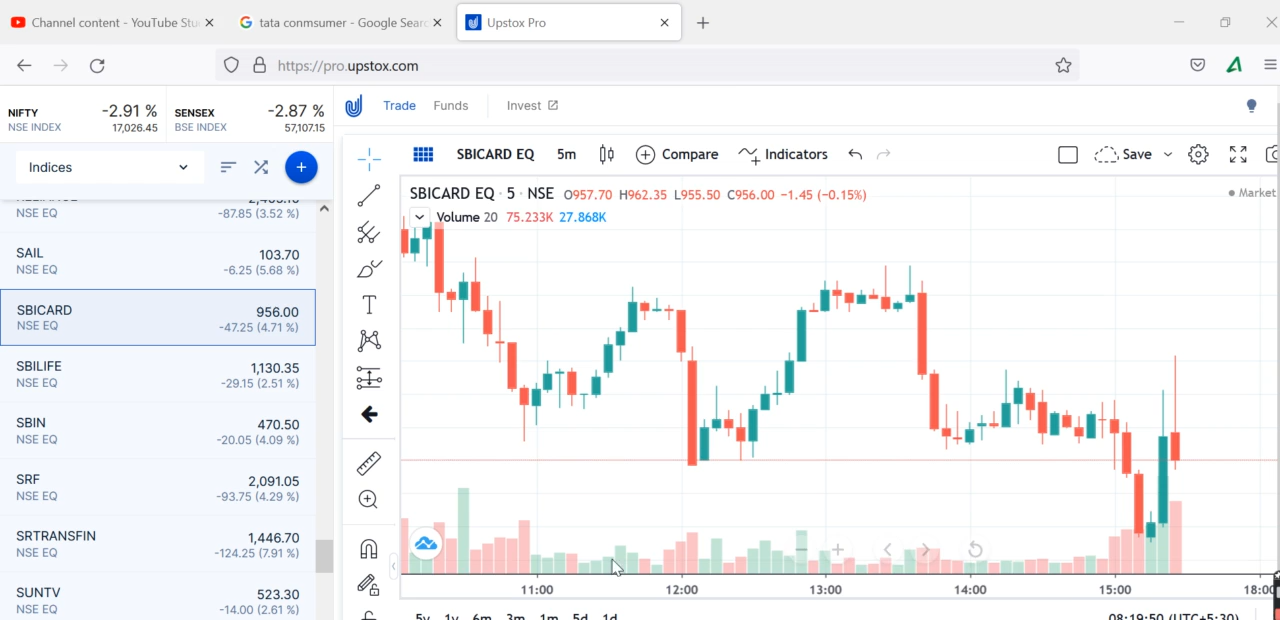 Channel content - YouTube Stu
tata conmsumer - Google Sear
Upstox Pro
https://pro.upstox.com
NIFTY -2.91 %
NSE INDEX 17,026.45
SENSEX -2.87 %
BSE INDEX 57,107.15
Trade Funds Invest
Indices
SBICARD EQ 5m Compare Indicators Save
SBICARD EQ · 5 · NSE O957.70 H962.35 L955.50 C956.00 -1.45 (-0.15%)
Market
Volume 20 75.233K 27.868K
NSE EQ -87.85 (3.52 %)
SAIL 103.70
NSE EQ -6.25 (5.68 %)
SBICARD 956.00
NSE EQ -47.25 (4.71 %)
SBILIFE 1,130.35
NSE EQ -29.15 (2.51 %)
SBIN 470.50
NSE EQ -20.05 (4.09 %)
SRF 2,091.05
NSE EQ -93.75 (4.29 %)
SRTRANSFIN 1,446.70
NSE EQ -124.25 (7.91 %)
SUNTV 523.30
NSE EQ -14.00 (2.61 %)
11:00 12:00 13:00 14:00 15:00 18:00
5y 1y 6m 3m 1m 5d 1d
08:19:50 (UTC+5:30)